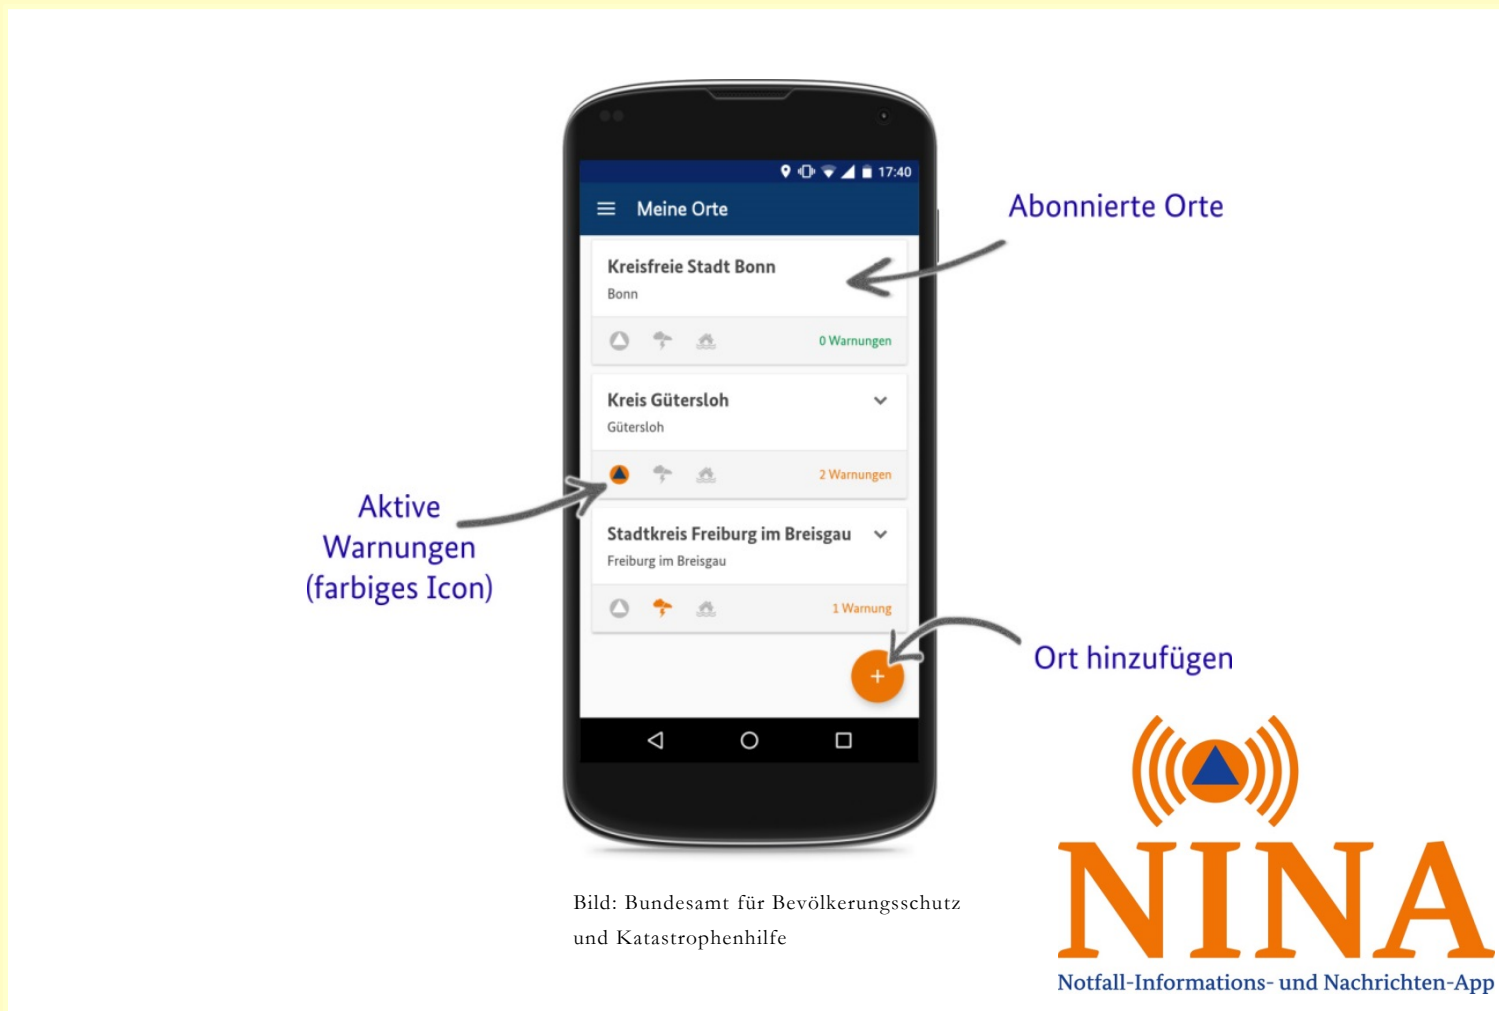 17:40
Meine Orte
Abonnierte Orte
Kreisfreie Stadt Bonn
Bonn
0 Warnungen
Kreis Gütersloh
Gütersloh
2 Warnungen
Aktive
Warnungen
(farbiges Icon)
Stadtkreis Freiburg im Breisgau
Freiburg im Breisgau
1 Warnung
Ort hinzufügen
+
Bild: Bundesamt für Bevölkerungsschutz
und Katastrophenhilfe
NINA
Notfall-Informations- und Nachrichten-App